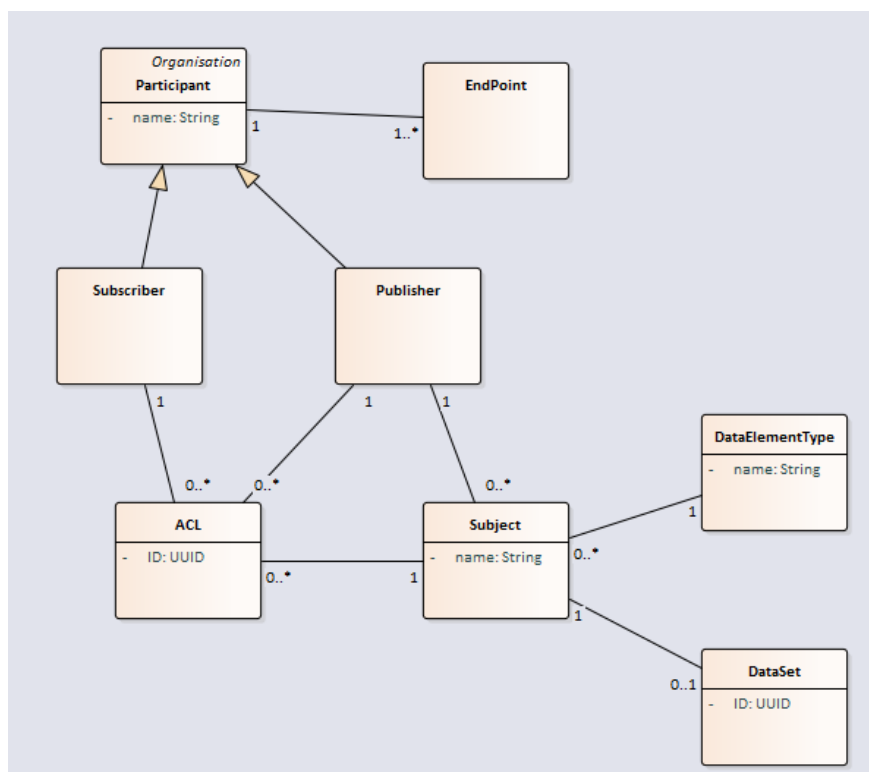 Organisation
Participant
- name: String
EndPoint
1
1..*
Subscriber
Publisher
1
1
1
0..*
0..*
0..*
DataElementType
- name: String
1
ACL
- ID: UUID
Subject
- name: String
0..*
0..*
1
1
0..1
DataSet
- ID: UUID